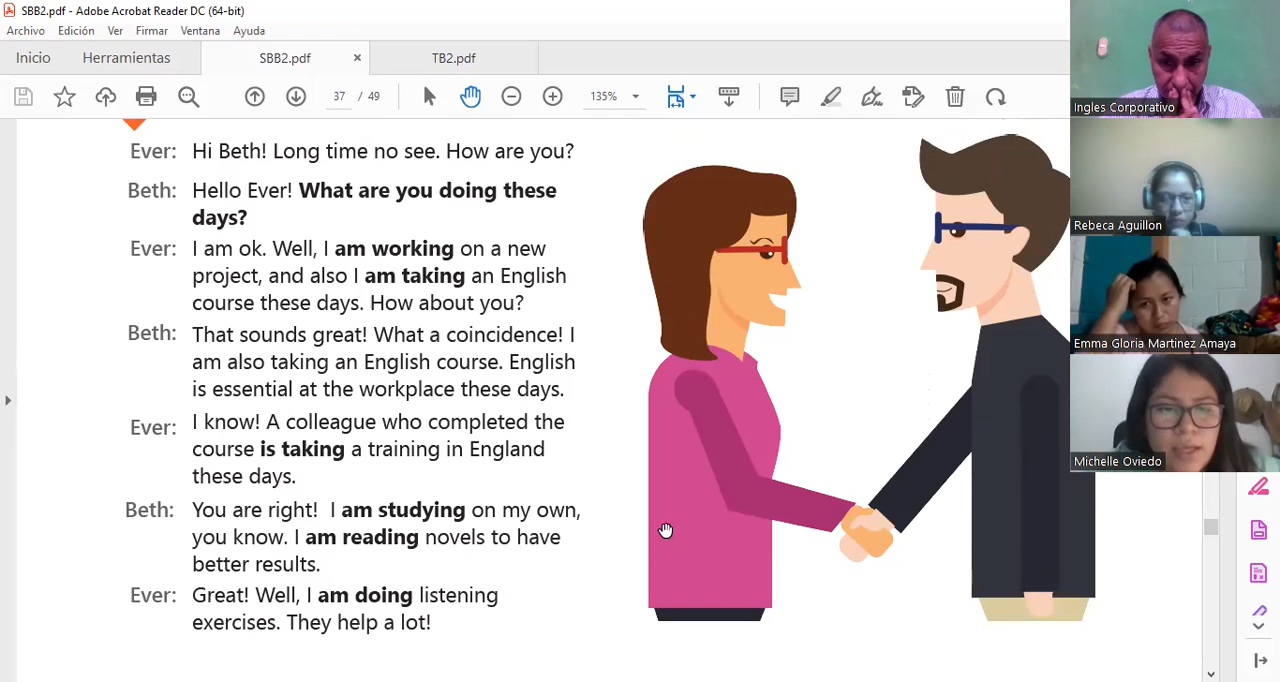 SBB2.pdf - Adobe Acrobat Reader DC (64-bit)
Archivo Edición Ver Firmar Ventana Ayuda
Inicio Herramientas SBB2.pdf × TB2.pdf
37 / 49 135%
Ever: Hi Beth! Long time no see. How are you?
Beth: Hello Ever! What are you doing these
days?
Ever: I am ok. Well, I am working on a new
project, and also I am taking an English
course these days. How about you?
Beth: That sounds great! What a coincidence! I
am also taking an English course. English
is essential at the workplace these days.
Ever: I know! A colleague who completed the
course is taking a training in England
these days.
Beth: You are right! I am studying on my own,
you know. I am reading novels to have
better results.
Ever: Great! Well, I am doing listening
exercises. They help a lot!
Ingles Corporativo
Rebeca Aguillon
Emma Gloria Martinez Amaya
Michelle Oviedo